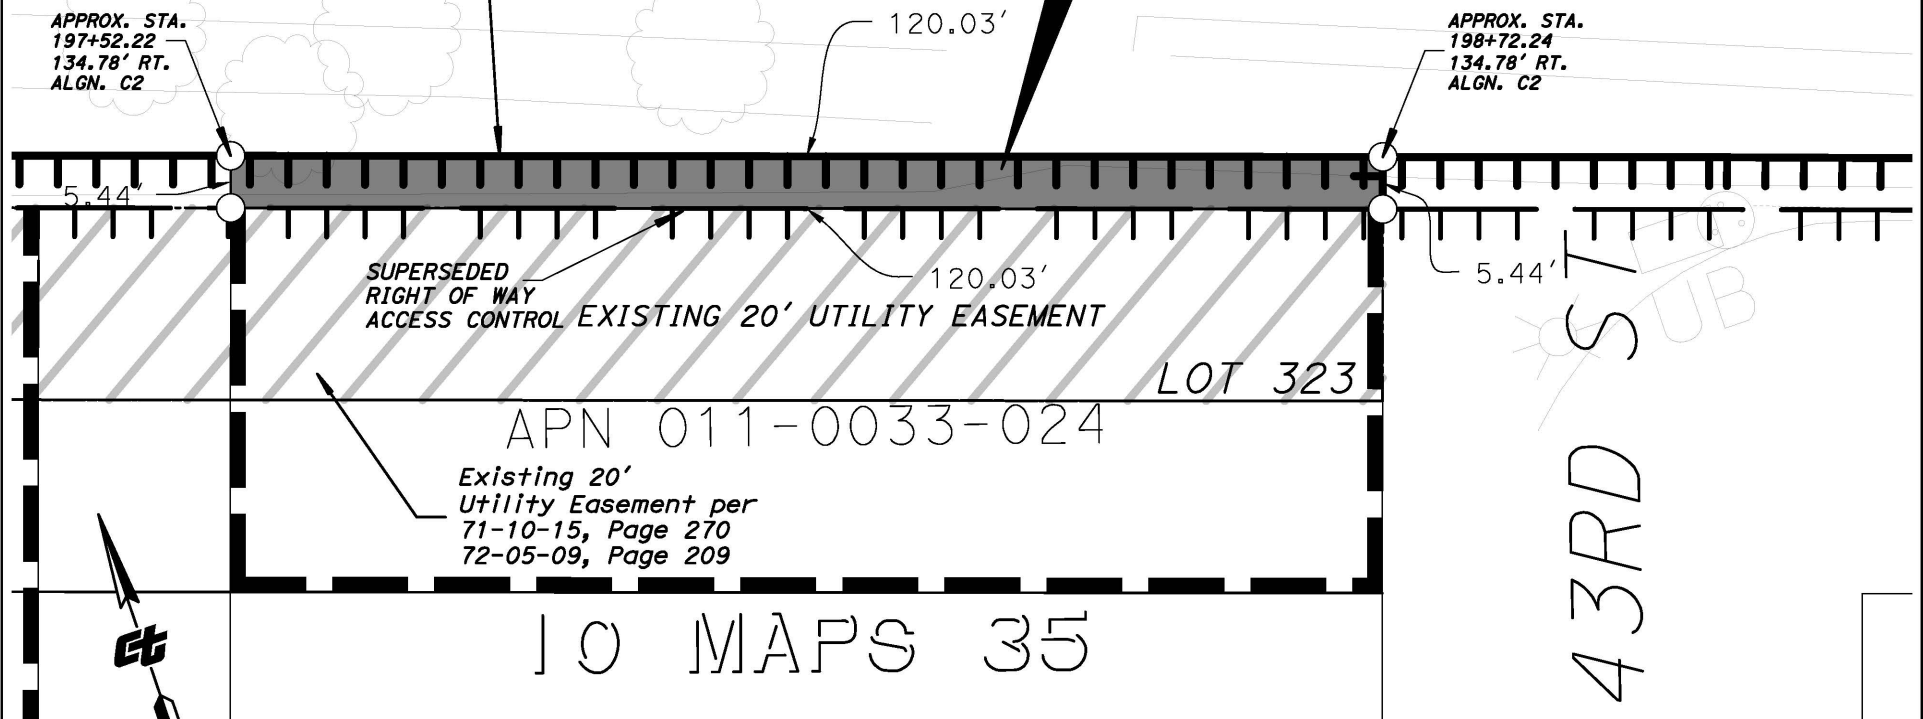 APPROX. STA.
197+52.22
134.78' RT.
ALGN. C2
120.03'
APPROX. STA.
198+72.24
134.78' RT.
ALGN. C2
5.44'
SUPERSEDED
RIGHT OF WAY
ACCESS CONTROL
120.03'
EXISTING 20' UTILITY EASEMENT
5.44'
LOT 323
APN 011-0033-024
Existing 20'
Utility Easement per
71-10-15, Page 270
72-05-09, Page 209
10 MAPS 35
43RD ST
UB
Ct